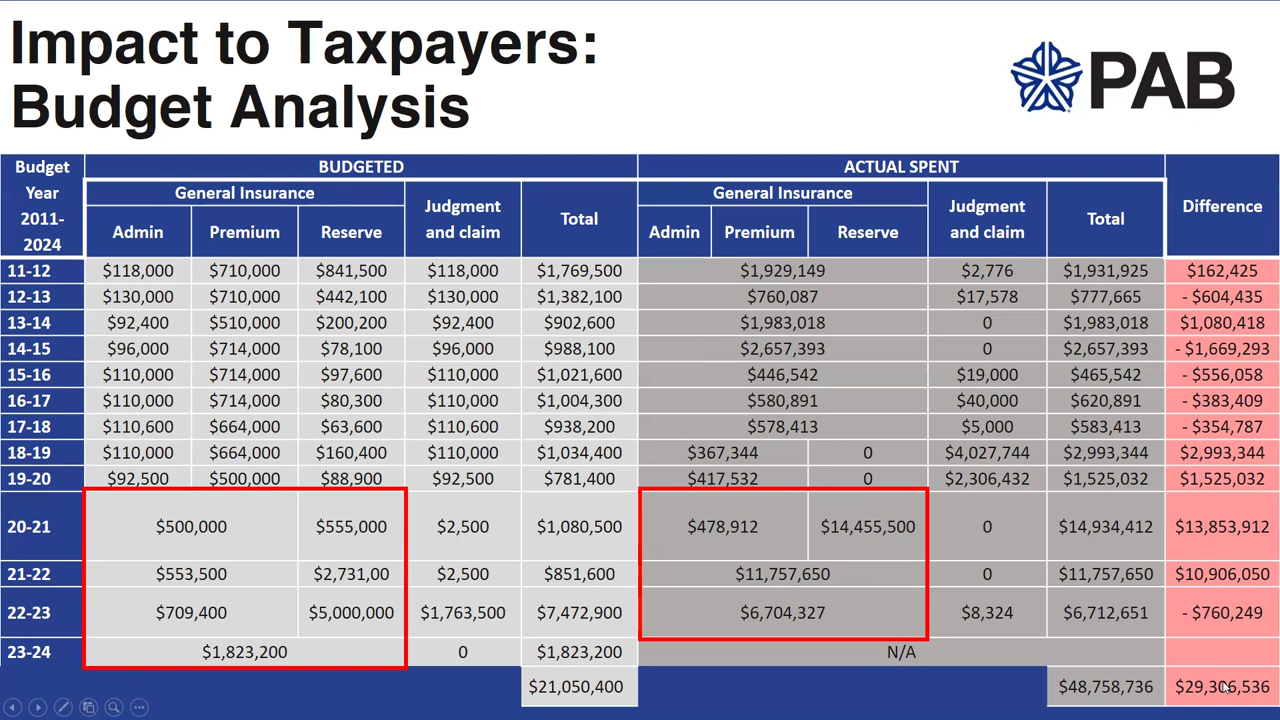 Impact to Taxpayers:
Budget Analysis
PAB
Budget Year 2011-2024 BUDGETED ACTUAL SPENT Difference
General Insurance Judgment and claim Total General Insurance Judgment and claim Total
Admin Premium Reserve Admin Premium Reserve
11-12 $118,000 $710,000 $841,500 $118,000 $1,769,500 $1,929,149 $2,776 $1,931,925 $162,425
12-13 $130,000 $710,000 $442,100 $130,000 $1,382,100 $760,087 $17,578 $777,665 - $604,435
13-14 $92,400 $510,000 $200,200 $92,400 $902,600 $1,983,018 0 $1,983,018 $1,080,418
14-15 $96,000 $714,000 $78,100 $96,000 $988,100 $2,657,393 0 $2,657,393 - $1,669,293
15-16 $110,000 $714,000 $97,600 $110,000 $1,021,600 $446,542 $19,000 $465,542 - $556,058
16-17 $110,000 $714,000 $80,300 $110,000 $1,004,300 $580,891 $40,000 $620,891 - $383,409
17-18 $110,600 $664,000 $63,600 $110,600 $938,200 $578,413 $5,000 $583,413 - $354,787
18-19 $110,000 $664,000 $160,400 $110,000 $1,034,400 $367,344 0 $4,027,744 $2,993,344 $2,993,344
19-20 $92,500 $500,000 $88,900 $92,500 $781,400 $417,532 0 $2,306,432 $1,525,032 $1,525,032
20-21 $500,000 $555,000 $2,500 $1,080,500 $478,912 $14,455,500 0 $14,934,412 $13,853,912
21-22 $553,500 $2,731,00 $2,500 $851,600 $11,757,650 0 $11,757,650 $10,906,050
22-23 $709,400 $5,000,000 $1,763,500 $7,472,900 $6,704,327 $8,324 $6,712,651 - $760,249
23-24 $1,823,200 0 $1,823,200 N/A
$21,050,400 $48,758,736 $29,306,536